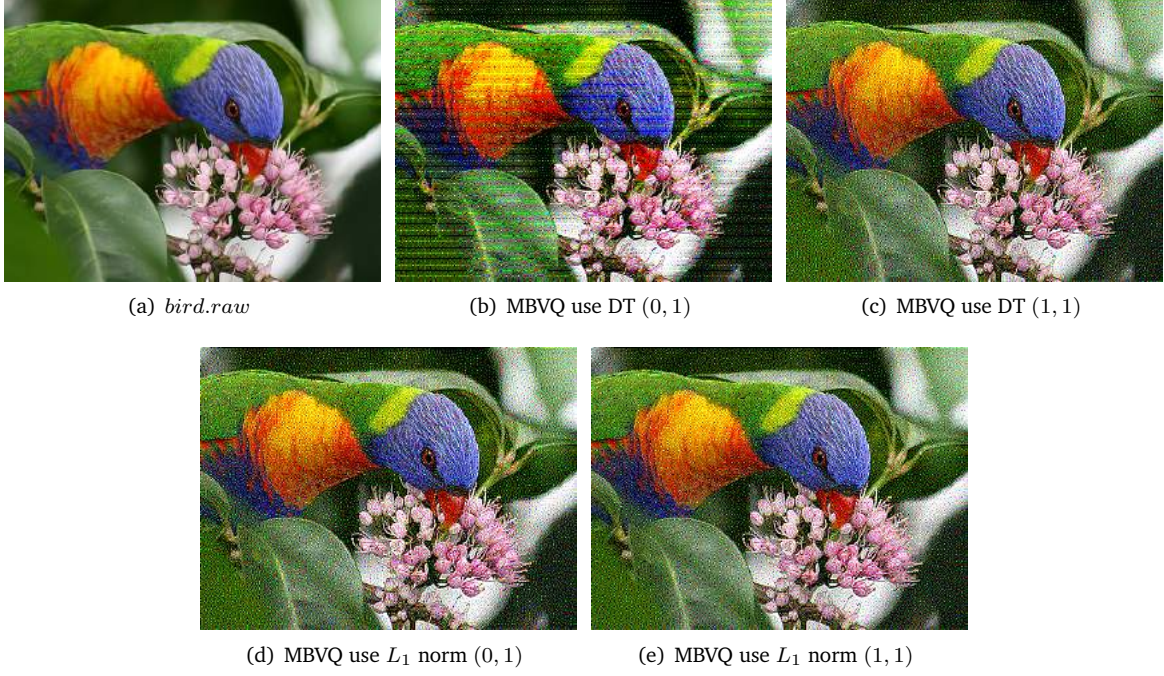 (a) bird.raw
(b) MBVQ use DT (0, 1)
(c) MBVQ use DT (1, 1)
(d) MBVQ use L₁ norm (0, 1)
(e) MBVQ use L₁ norm (1, 1)